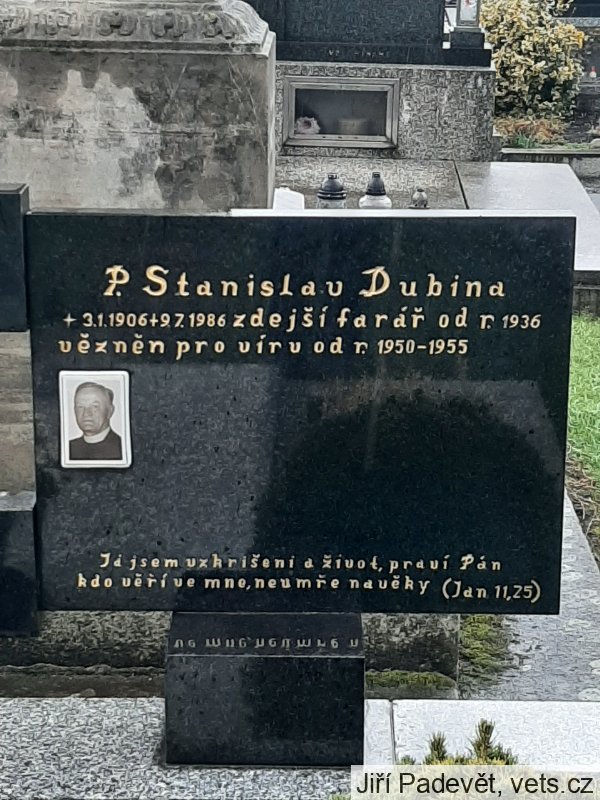 P. Stanislav Dubina
+ 3.1.1906+9.7.1986 zdejší farář od r. 1936
vězněn pro víru od r. 1950-1955
Já jsem vzkříšení a život, praví Pán
kdo věří ve mne, neumře navěky (Jan 11,25)
Jiří Padevět, vets.cz